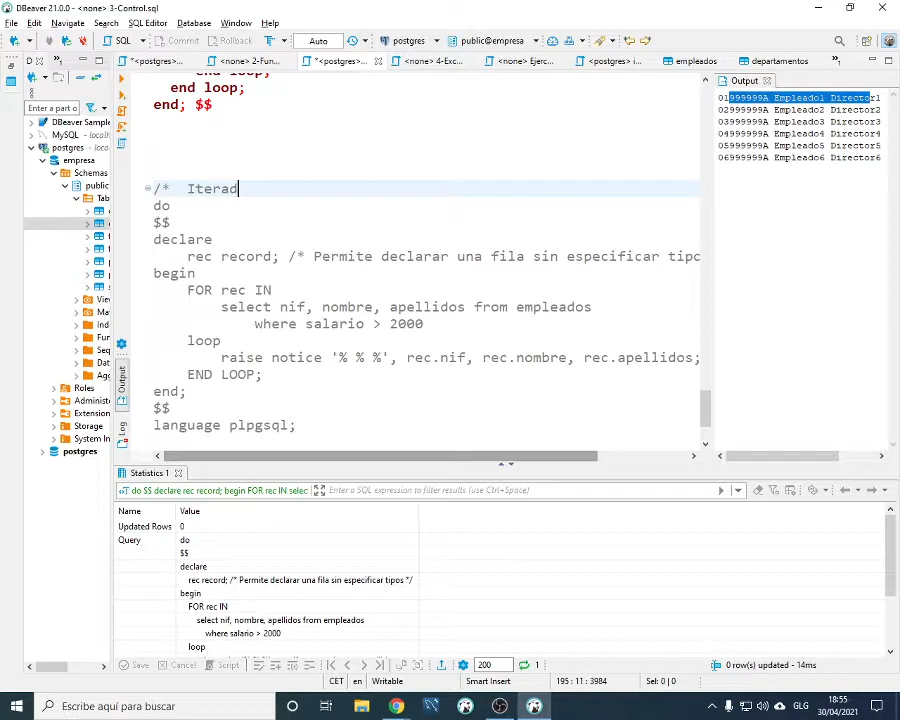 DBeaver 21.0.0 - <none> 3-Control.sql
File Edit Navigate Search SQL Editor Database Window Help
SQL Commit Rollback Auto postgres public@empresa
D *<postgres>... <none> 2-Fun... *<postgres>... <none> 4-Exc... <none> Ejerc... *<postgres> i... empleados departamentos
Enter a part o
DBeaver Sample
MySQL (localho
postgres (local
empresa
Schemas
public
Tab
View
Ma
Ind
Fun
Seq
Dat
Agg
Roles
Administe
Extension
Storage
System In
postgres
Output
Log
end loop;
end loop;
end; $$
/* Iterad
do
$$
declare
rec record; /* Permite declarar una fila sin especificar tipo
begin
FOR rec IN
select nif, nombre, apellidos from empleados
where salario > 2000
loop
raise notice '% % %', rec.nif, rec.nombre, rec.apellidos;
END LOOP;
end;
$$
language plpgsql;
Output
01999999A Empleado1 Director1
02999999A Empleado2 Director2
03999999A Empleado3 Director3
04999999A Empleado4 Director4
05999999A Empleado5 Director5
06999999A Empleado6 Director6
Statistics 1
do $$ declare rec record; begin FOR rec IN selec Enter a SQL expression to filter results (use Ctrl+Space)
Name Value
Updated Rows 0
Query do
$$
declare
rec record; /* Permite declarar una fila sin especificar tipos */
begin
FOR rec IN
select nif, nombre, apellidos from empleados
where salario > 2000
loop
Save Cancel Script 200 1 0 row(s) updated - 14ms
CET en Writable Smart Insert 195 : 11 : 3984 Sel: 0 | 0
Escribe aquí para buscar
GLG
18:55
30/04/2021